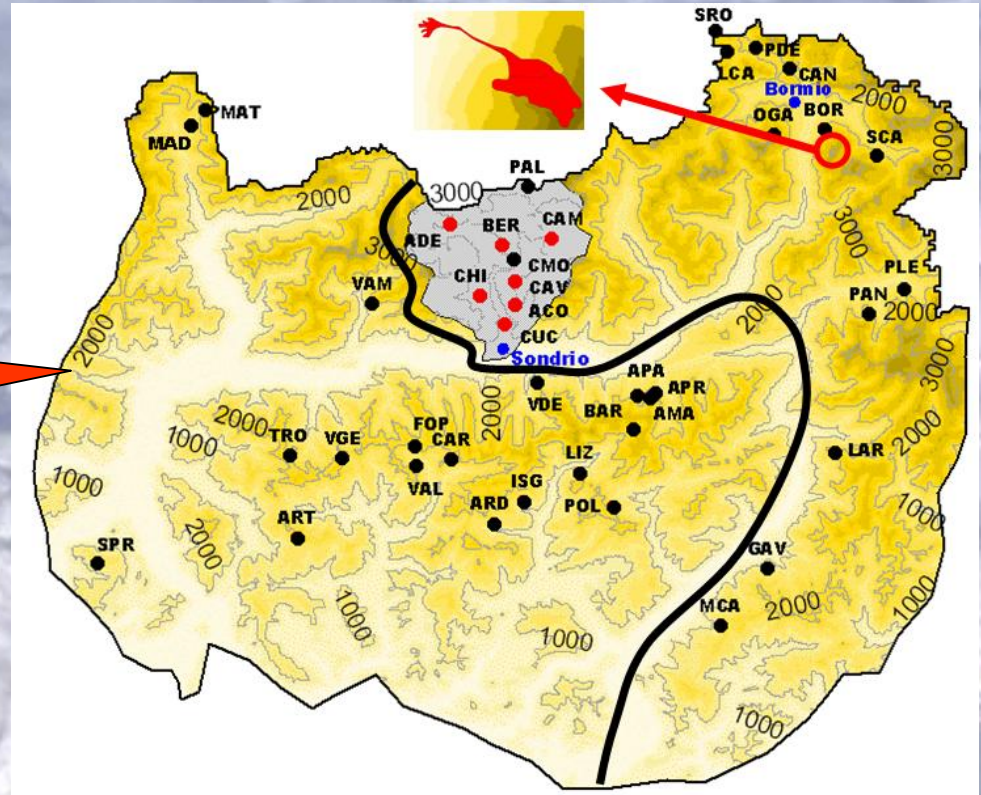 SRO
PDE
LCA
CAN
Bormio
2000
OGA
BOR
SCA
3000
MAT
MAD
PAL
2000
3000
ADE
BER
CAM
3000
3000
CMO
CHI
CAV
VAM
ACO
PLE
PAN
2000
CUC
Sondrio
2000
2000
3000
APA
APR
VDE
BAR
AMA
2000
2000
FOP
TRO
VGE
CAR
1000
LIZ
LAR
2000
VAL
1000
ISG
ARD
POL
1000
ART
SPR
2000
GAV
MCA
2000
1000
1000
1000
1000